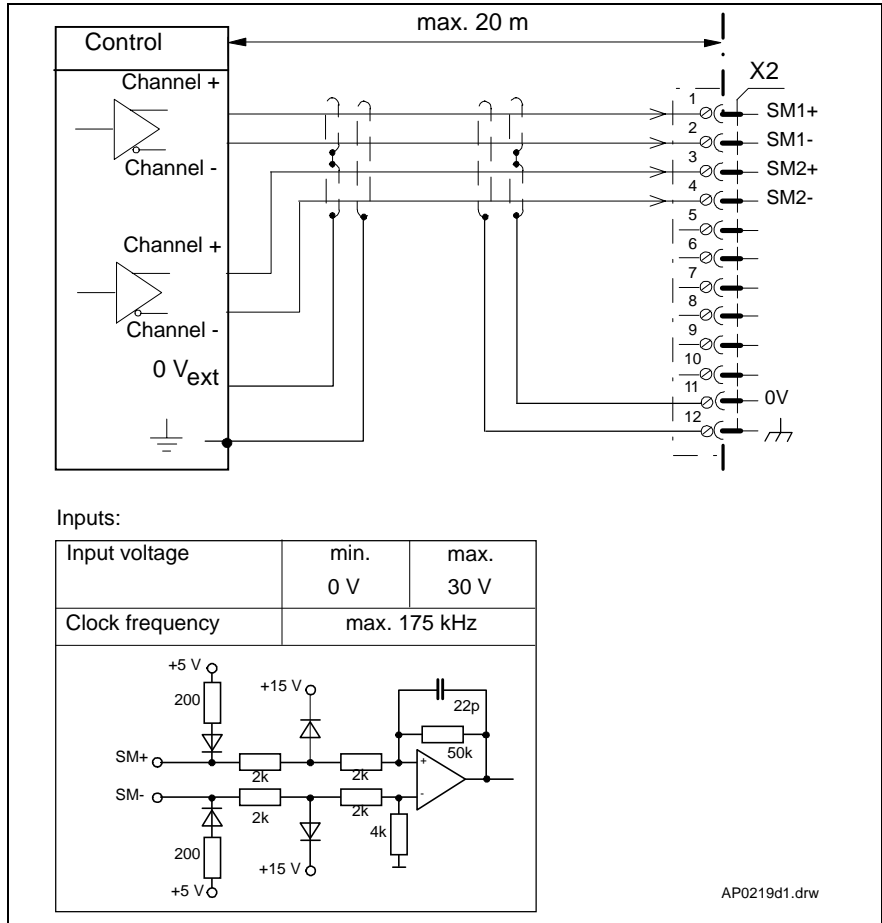 max. 20 m
Control
X2
Channel +
1
SM1+
2
SM1-
Channel -
3
SM2+
4
SM2-
5
Channel +
6
7
8
Channel -
9
0 Vext
10
11
0V
12
Inputs:
Input voltage min. max.
0 V 30 V
Clock frequency max. 175 kHz
+5 V
+15 V
200
22p
50k
SM+
+
2k
2k
SM-
-
2k
2k
4k
200
+15 V
+5 V
AP0219d1.drw